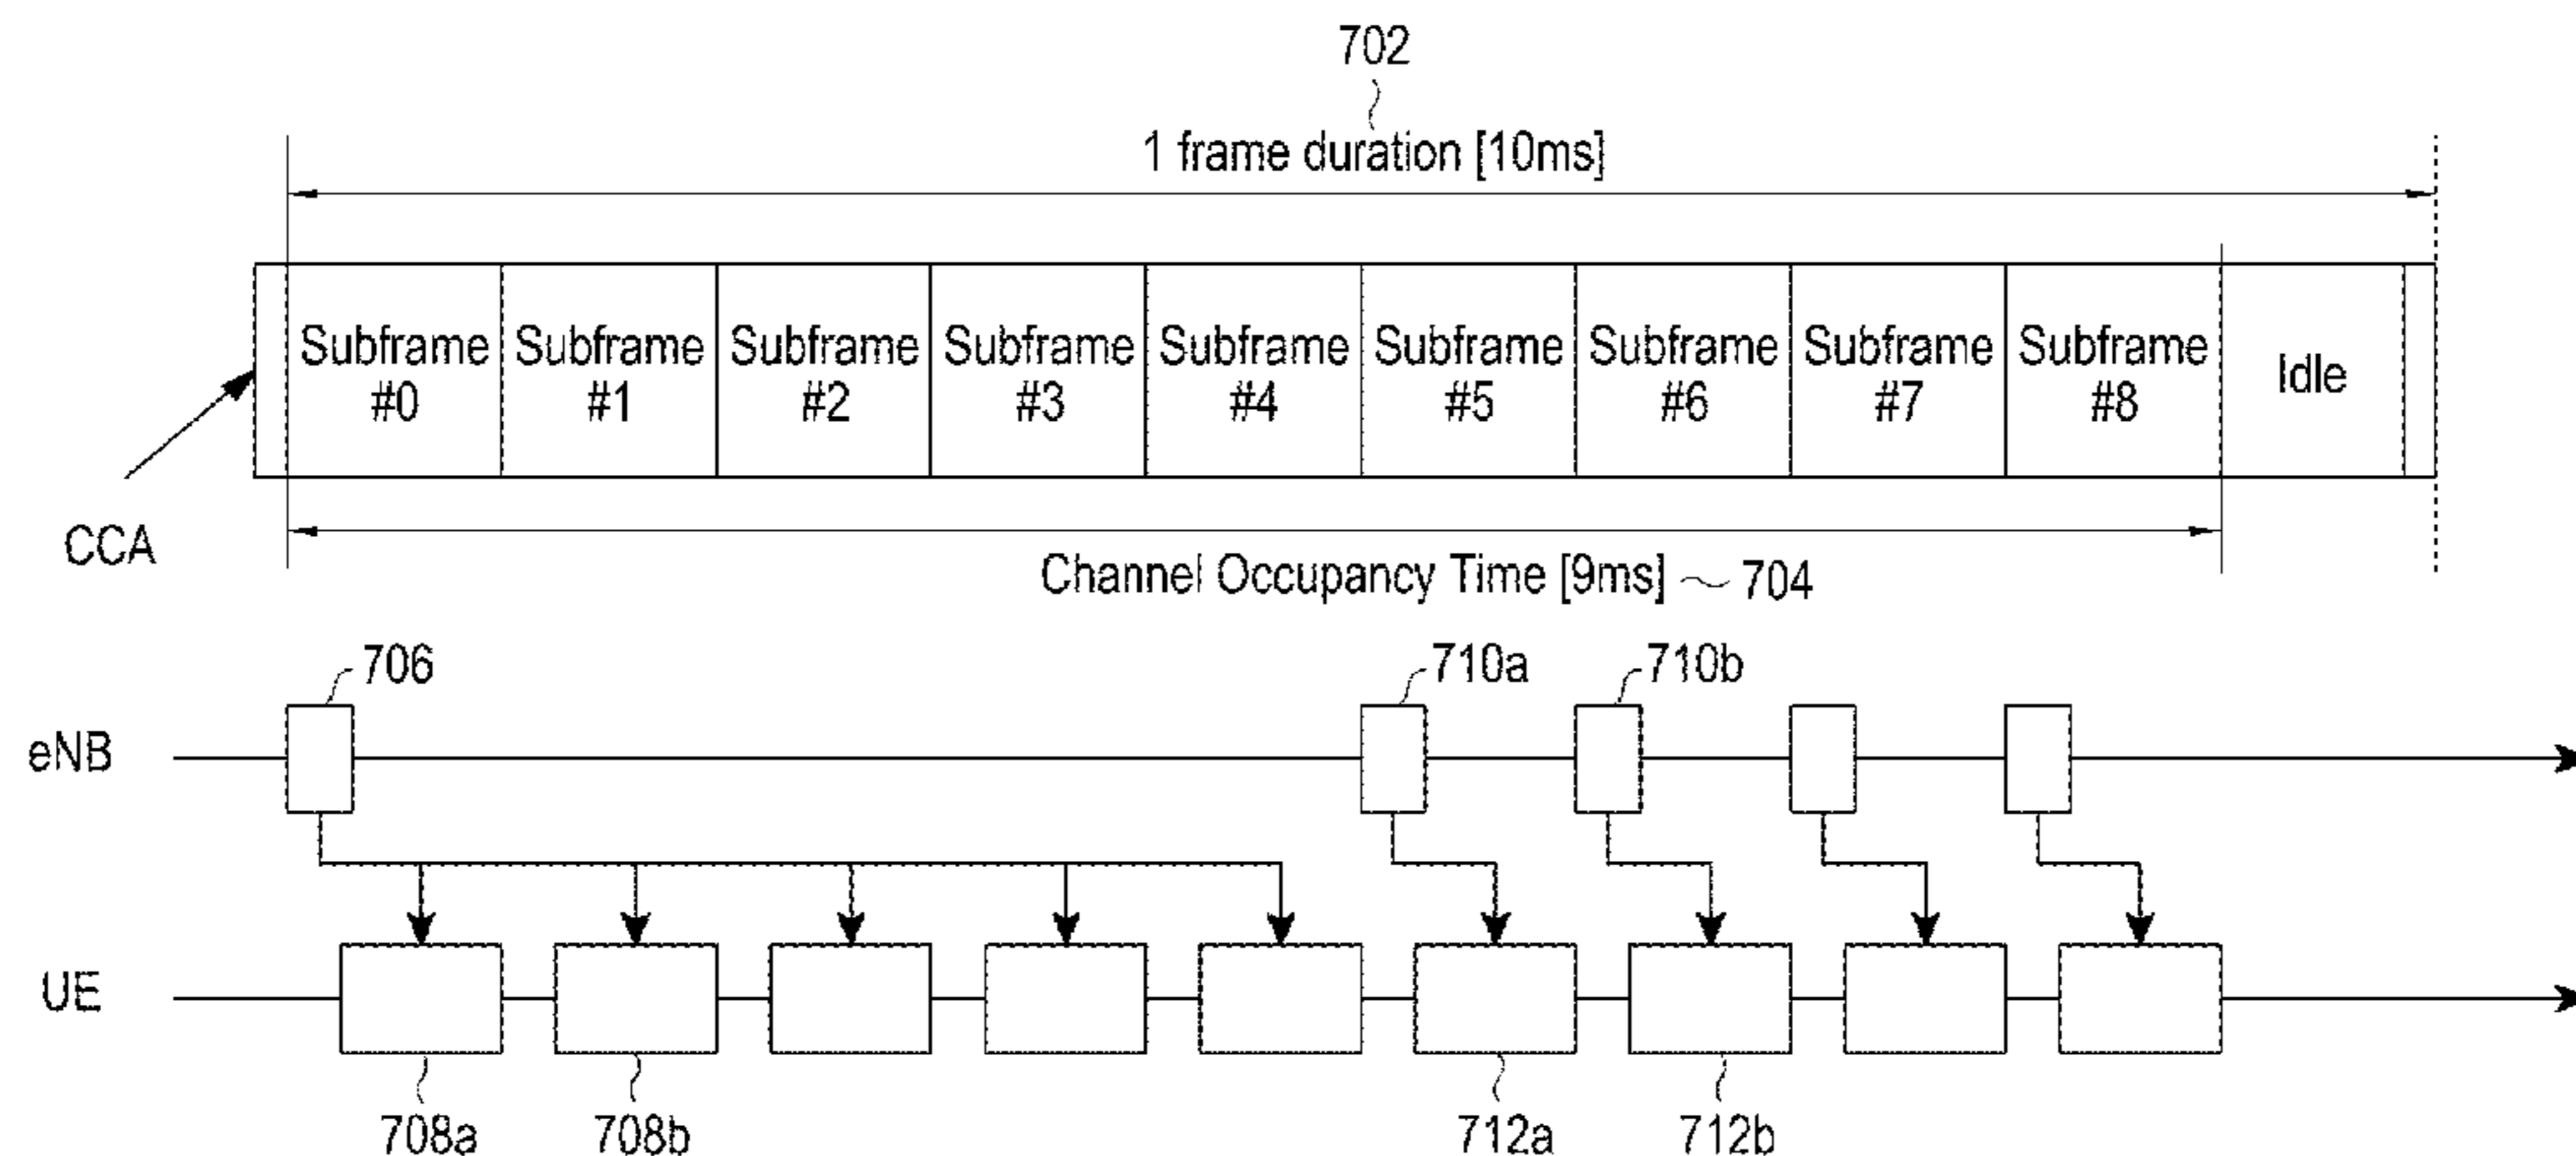 702
1 frame duration [10ms]
Subframe #0
Subframe #1
Subframe #2
Subframe #3
Subframe #4
Subframe #5
Subframe #6
Subframe #7
Subframe #8
Idle
CCA
Channel Occupancy Time [9ms] 704
706
710a
710b
eNB
UE
708a
708b
712a
712b